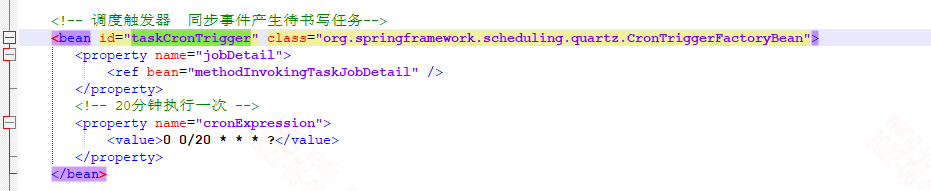 <!-- 调度触发器  同步事件产生待书写任务-->
<bean id="taskCronTrigger" class="org.springframework.scheduling.quartz.CronTriggerFactoryBean">
<property name="jobDetail">
<ref bean="methodInvokingTaskJobDetail" />
</property>
<!-- 20分钟执行一次 -->
<property name="cronExpression">
<value>0 0/20 * * * ?</value>
</property>
</bean>